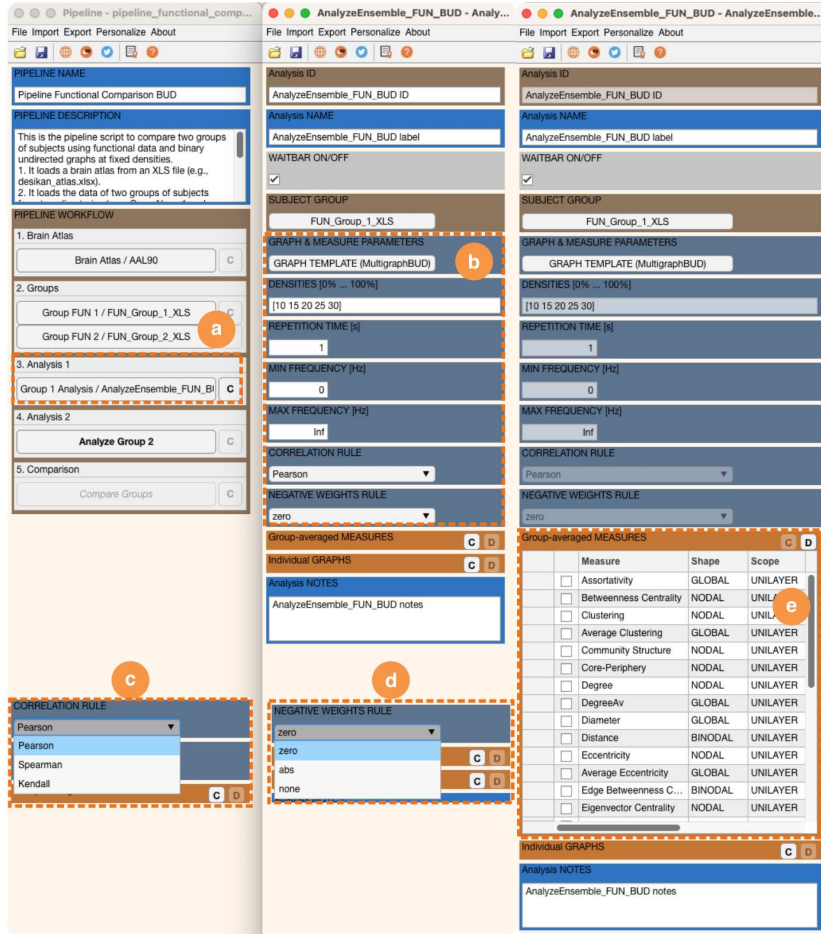 Pipeline - pipeline_functional_comp...
File Import Export Personalize About
PIPELINE NAME
Pipeline Functional Comparison BUD
PIPELINE DESCRIPTION
This is the pipeline script to compare two groups
of subjects using functional data and binary
undirected graphs at fixed densities.
1. It loads a brain atlas from an XLS file (e.g.,
desikan_atlas.xlsx).
2. It loads the data of two groups of subjects
PIPELINE WORKFLOW
1. Brain Atlas
Brain Atlas / AAL90
C
2. Groups
Group FUN 1 / FUN_Group_1_XLS
C
Group FUN 2 / FUN_Group_2_XLS
a
3. Analysis 1
Group 1 Analysis / AnalyzeEnsemble_FUN_BU
C
4. Analysis 2
Analyze Group 2
C
5. Comparison
Compare Groups
C
c
CORRELATION RULE
Pearson
Pearson
Spearman
Kendall
C D
AnalyzeEnsemble_FUN_BUD - Analy...
File Import Export Personalize About
Analysis ID
AnalyzeEnsemble_FUN_BUD ID
Analysis NAME
AnalyzeEnsemble_FUN_BUD label
WAITBAR ON/OFF
SUBJECT GROUP
FUN_Group_1_XLS
GRAPH & MEASURE PARAMETERS
GRAPH TEMPLATE (MultigraphBUD)
b
DENSITIES [0% ... 100%]
[10 15 20 25 30]
REPETITION TIME [s]
1
MIN FREQUENCY [Hz]
0
MAX FREQUENCY [Hz]
Inf
CORRELATION RULE
Pearson
NEGATIVE WEIGHTS RULE
zero
Group-averaged MEASURES
C D
Individual GRAPHS
C D
Analysis NOTES
AnalyzeEnsemble_FUN_BUD notes
d
NEGATIVE WEIGHTS RULE
zero
zero
abs
none
C D
C D
AnalyzeEnsemble_FUN_BUD - AnalyzeEnsemble...
File Import Export Personalize About
Analysis ID
AnalyzeEnsemble_FUN_BUD ID
Analysis NAME
AnalyzeEnsemble_FUN_BUD label
WAITBAR ON/OFF
SUBJECT GROUP
FUN_Group_1_XLS
GRAPH & MEASURE PARAMETERS
GRAPH TEMPLATE (MultigraphBUD)
DENSITIES [0% ... 100%]
[10 15 20 25 30]
REPETITION TIME [s]
1
MIN FREQUENCY [Hz]
0
MAX FREQUENCY [Hz]
Inf
CORRELATION RULE
Pearson
NEGATIVE WEIGHTS RULE
zero
Group-averaged MEASURES
C D
Measure Shape Scope
Assortativity GLOBAL UNILAYER
Betweenness Centrality NODAL UNILA
Clustering NODAL UNIL
e
Average Clustering GLOBAL UNILAYER
Community Structure NODAL UNILAYER
Core-Periphery NODAL UNILAYER
Degree NODAL UNILAYER
DegreeAv GLOBAL UNILAYER
Diameter GLOBAL UNILAYER
Distance BINODAL UNILAYER
Eccentricity NODAL UNILAYER
Average Eccentricity GLOBAL UNILAYER
Edge Betweenness C... BINODAL UNILAYER
Eigenvector Centrality NODAL UNILAYER
Individual GRAPHS
C D
Analysis NOTES
AnalyzeEnsemble_FUN_BUD notes